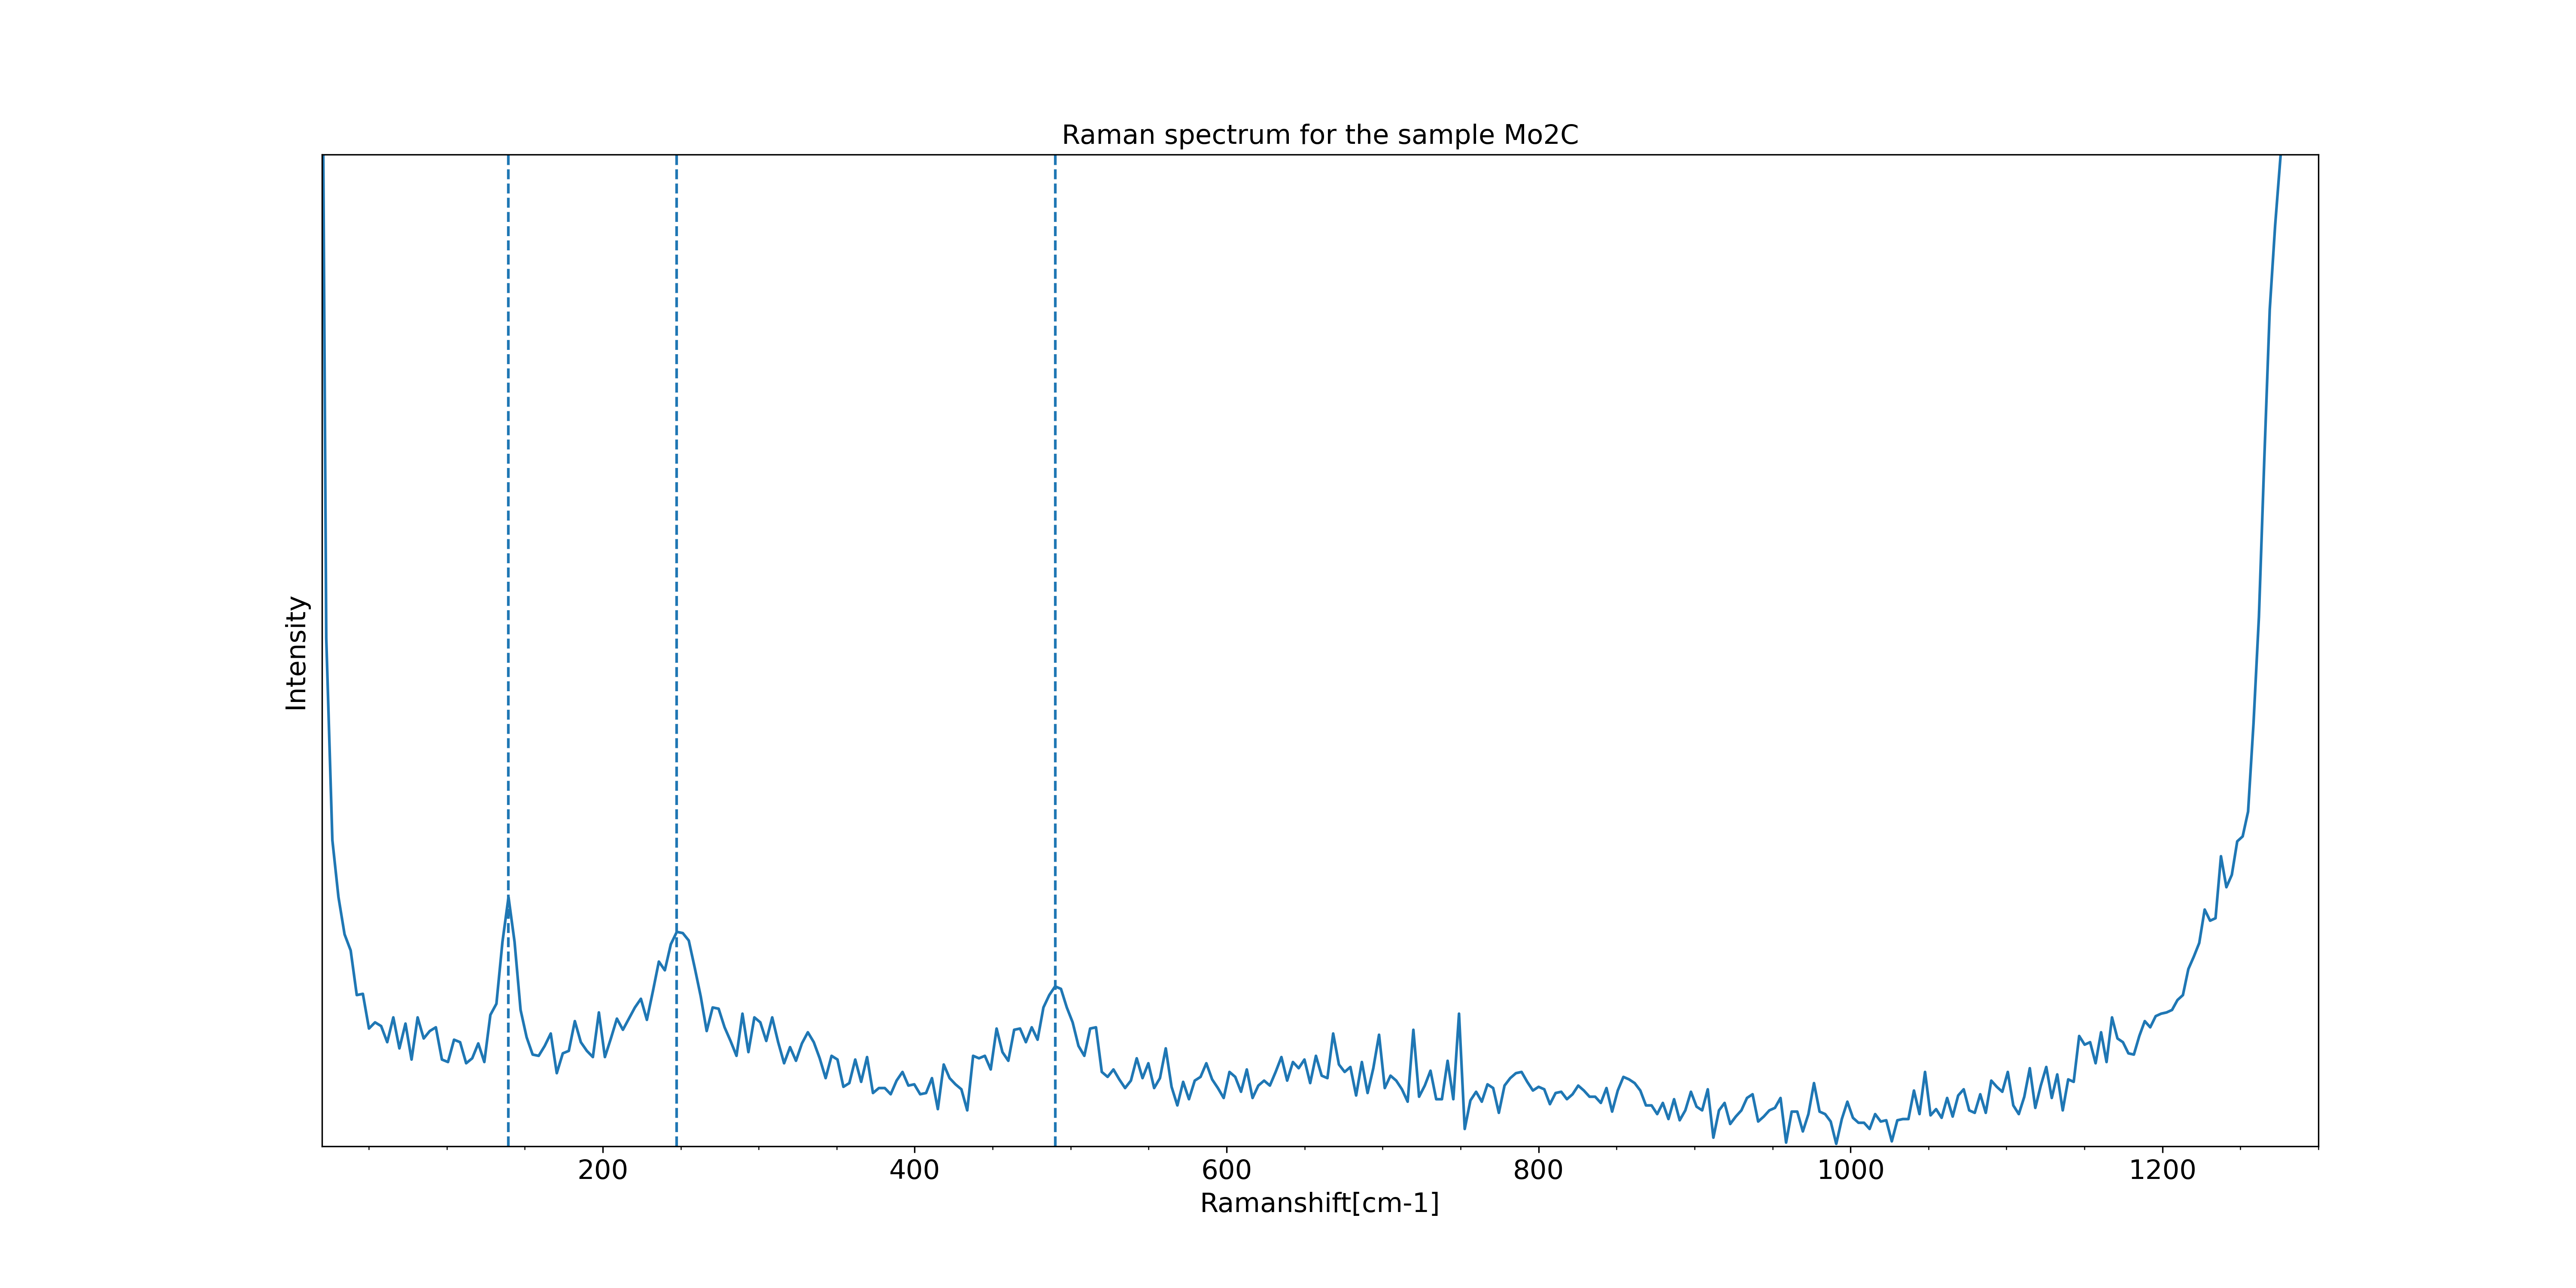 Raman spectrum for the sample Mo2C
Intensity
200 400 600 800 1000 1200
Ramanshift[cm-1]